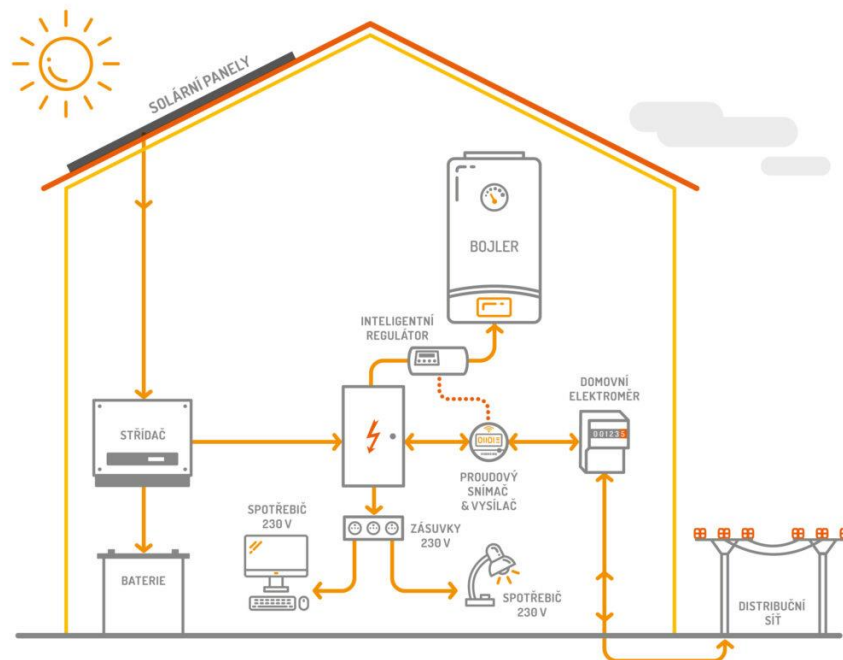 SOLÁRNÍ PANELY
BOJLER
INTELIGENTNÍ
REGULÁTOR
DOMOVNÍ
ELEKTROMĚR
001235
STŘÍDAČ
PROUDOVÝ
SNÍMAČ
& VYSÍLAČ
SPOTŘEBIČ
230 V
ZÁSUVKY
230 V
BATERIE
SPOTŘEBIČ
230 V
DISTRIBUČNÍ
SÍŤ